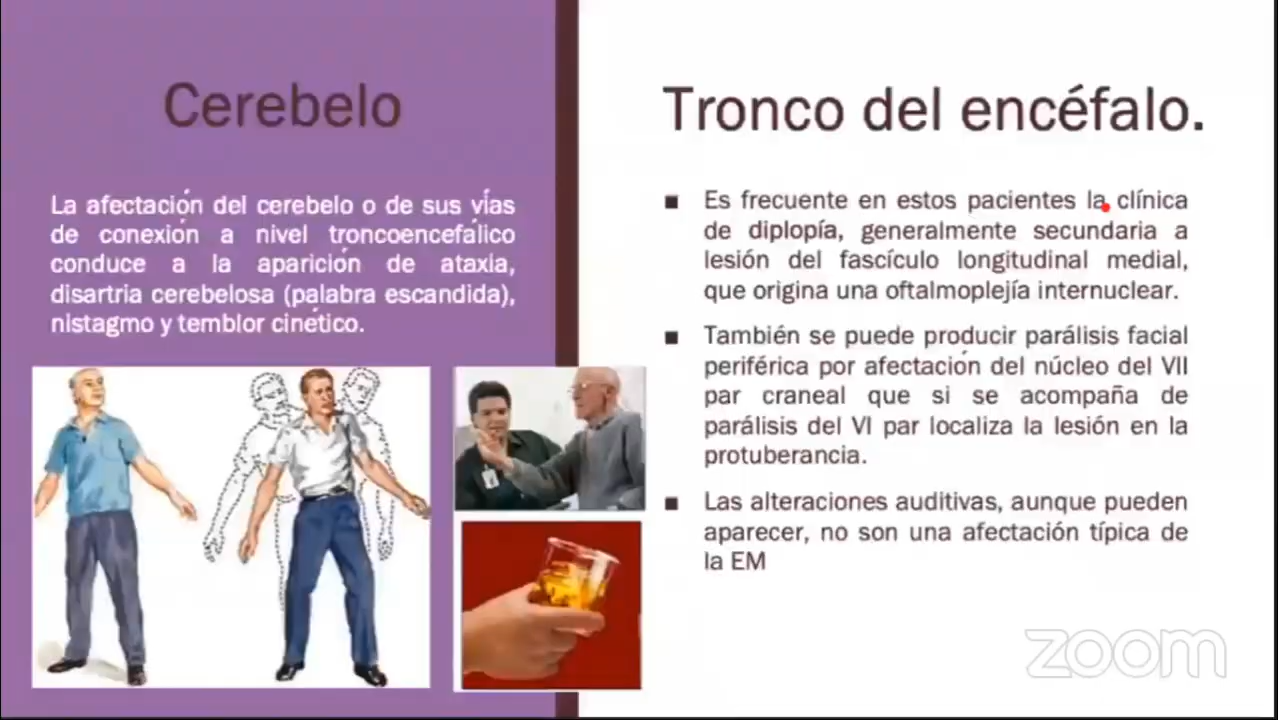 Cerebelo
La afectación del cerebelo o de sus vías
de conexión a nivel troncoencefálico
conduce a la aparición de ataxia,
disartria cerebelosa (palabra escandida),
nistagmo y temblor cinético.
Tronco del encéfalo.
▪ Es frecuente en estos pacientes la clínica
de diplopía, generalmente secundaria a
lesión del fascículo longitudinal medial,
que origina una oftalmoplejía internuclear.
▪ También se puede producir parálisis facial
periférica por afectación del núcleo del VII
par craneal que si se acompaña de
parálisis del VI par localiza la lesión en la
protuberancia.
▪ Las alteraciones auditivas, aunque pueden
aparecer, no son una afectación típica de
la EM
zoom